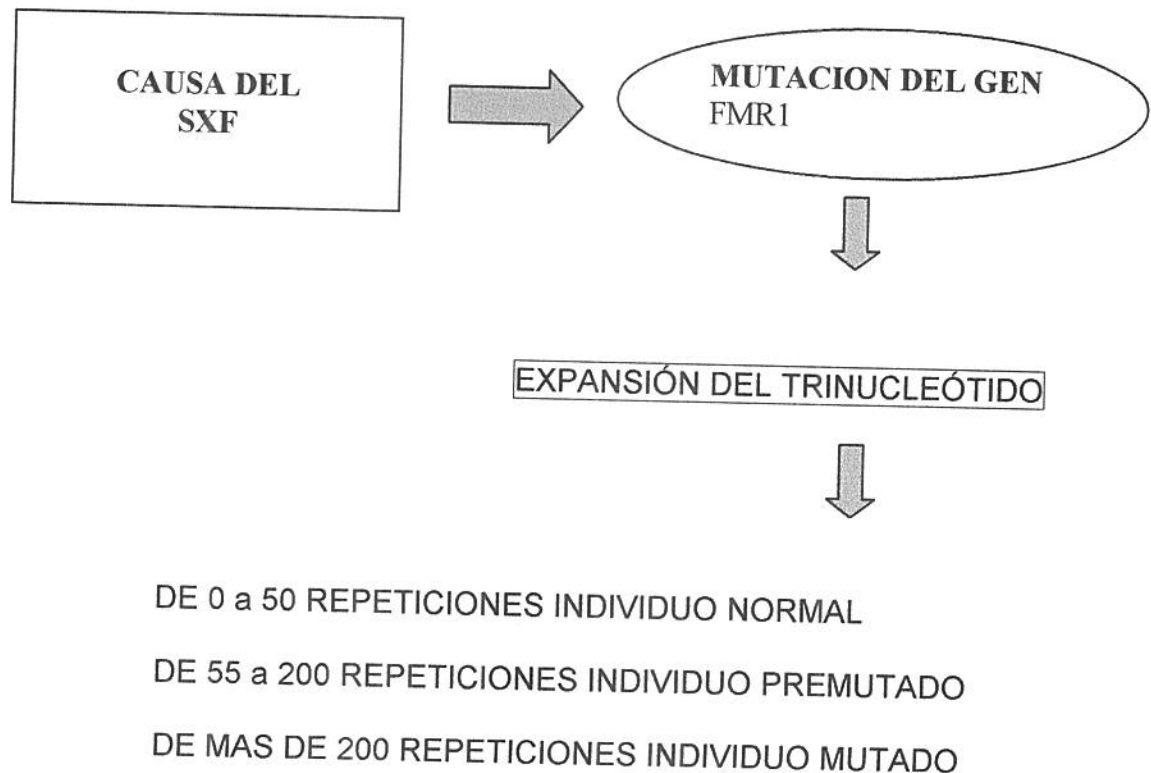 CAUSA DEL
SXF
MUTACION DEL GEN
FMR1
EXPANSIÓN DEL TRINUCLEÓTIDO
DE 0 a 50 REPETICIONES INDIVIDUO NORMAL
DE 55 a 200 REPETICIONES INDIVIDUO PREMUTADO
DE MAS DE 200 REPETICIONES INDIVIDUO MUTADO